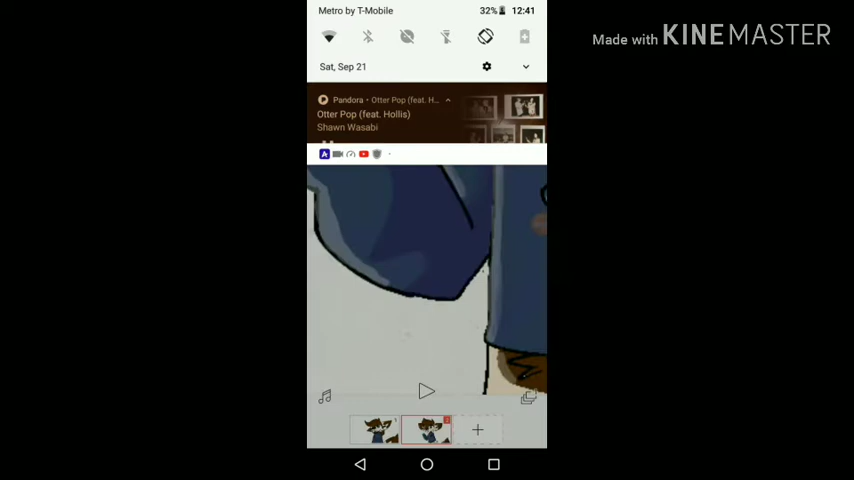 Metro by T-Mobile 32% 12:41
Made with KINEMASTER
Sat, Sep 21
Pandora • Otter Pop (feat. H...
Otter Pop (feat. Hollis)
Shawn Wasabi